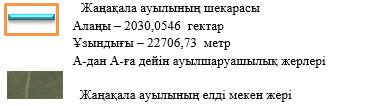 Жаңақала ауылының шекарасы
Алаңы – 2030,0546 гектар
Ұзындығы – 22706,73 метр
А-дан А-ға дейін ауылшаруашылық жерлері
Жаңақала ауылының елді мекен жері